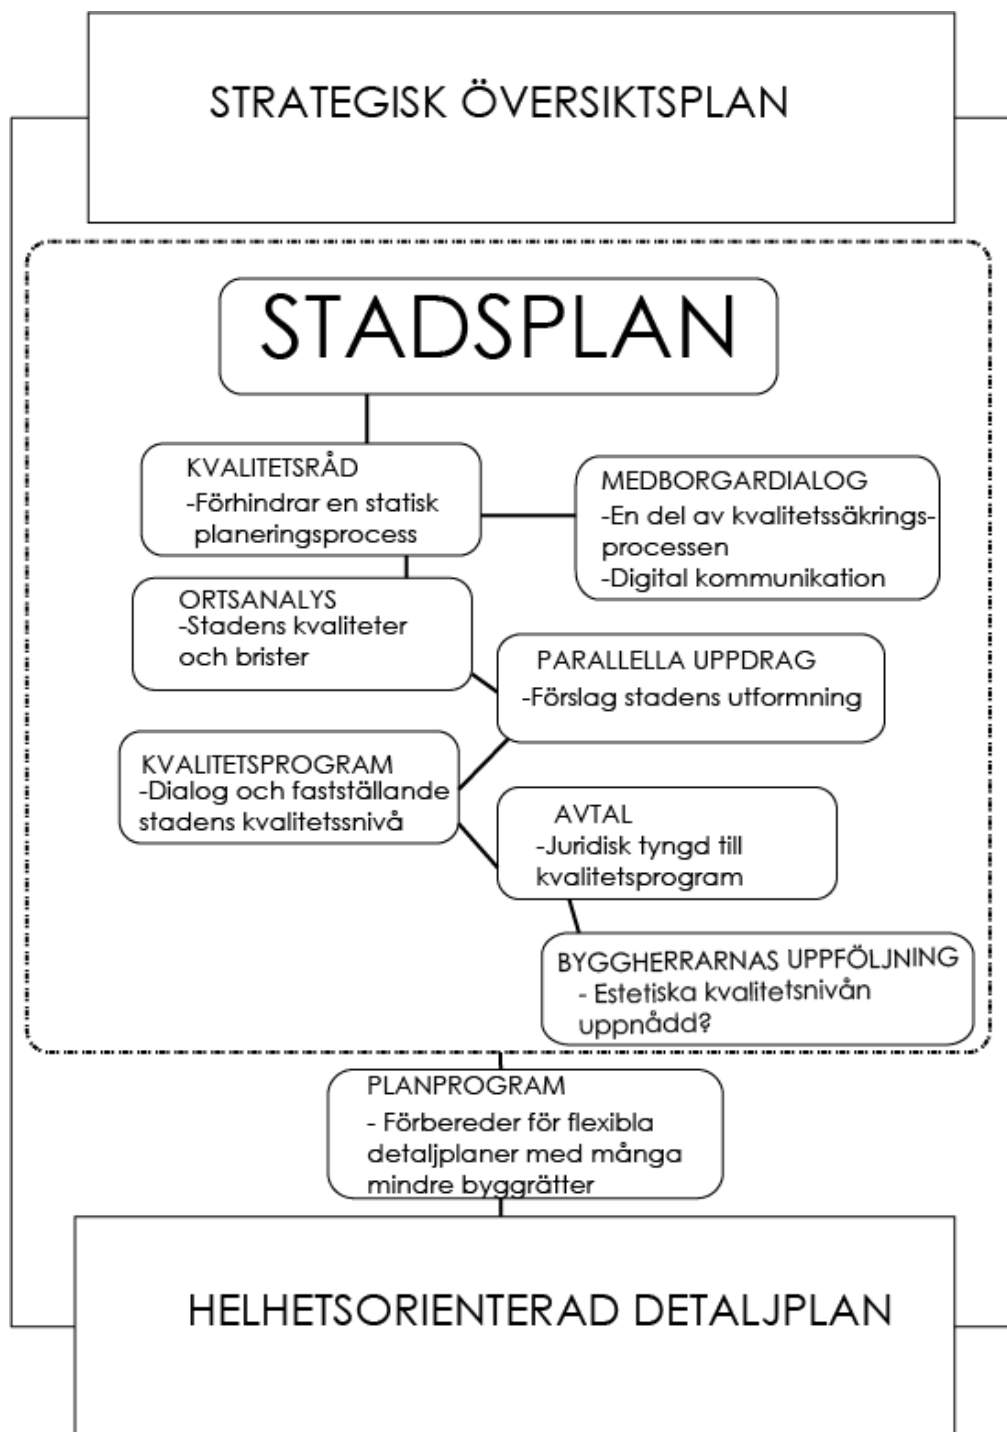 STRATEGISK ÖVERSIKTSPLAN
STADSPLAN
KVALITETSRÅD
-Förhindrar en statisk
planeringsprocess
MEDBORGARDIALOG
-En del av kvalitetssäkrings-
processen
-Digital kommunikation
ORTSANALYS
-Stadens kvaliteter
och brister
PARALLELLA UPPDRAG
-Förslag stadens utformning
KVALITETSPROGRAM
-Dialog och fastställande
stadens kvalitetssnivå
AVTAL
-Juridisk tyngd till
kvalitetsprogram
BYGGHERRARNAS UPPFÖLJNING
- Estetiska kvalitetsnivån
uppnådd?
PLANPROGRAM
- Förbereder för flexibla
detaljplaner med många
mindre byggrätter
HELHETSORIENTERAD DETALJPLAN